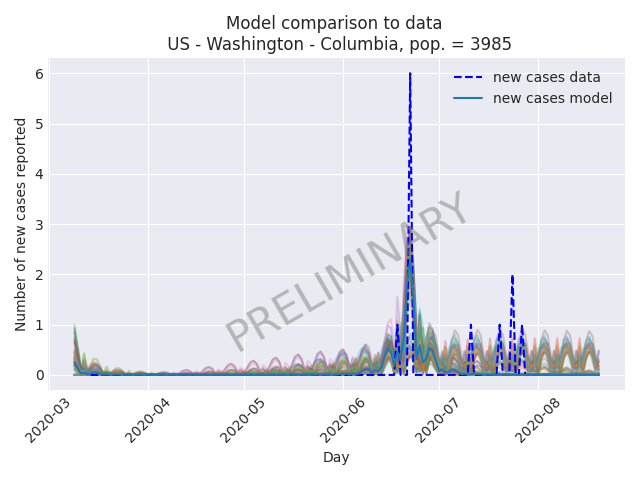 Model comparison to data
US - Washington - Columbia, pop. = 3985
Number of new cases reported
6
5
4
3
2
1
0
new cases data
new cases model
PRELIMINARY
2020-03
2020-04
2020-05
2020-06
2020-07
2020-08
Day